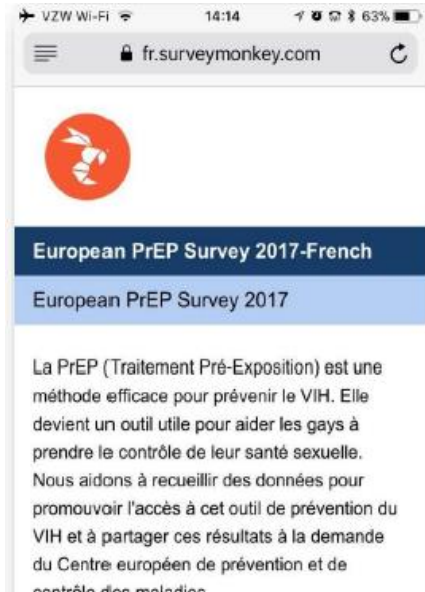 VZW Wi-Fi 14:14 63%
fr.surveymonkey.com
European PrEP Survey 2017-French
European PrEP Survey 2017
La PrEP (Traitement Pré-Exposition) est une
méthode efficace pour prévenir le VIH. Elle
devient un outil utile pour aider les gays à
prendre le contrôle de leur santé sexuelle.
Nous aidons à recueillir des données pour
promouvoir l'accès à cet outil de prévention du
VIH et à partager ces résultats à la demande
du Centre européen de prévention et de
contrôle des maladies